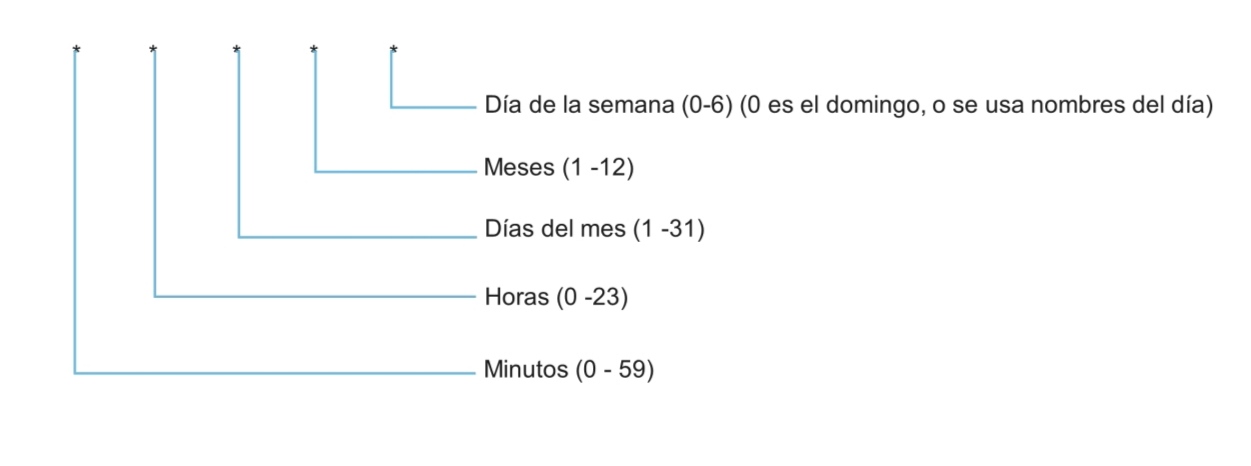 * * * * *
Día de la semana (0-6) (0 es el domingo, o se usa nombres del día)
Meses (1 -12)
Días del mes (1 -31)
Horas (0 -23)
Minutos (0 - 59)